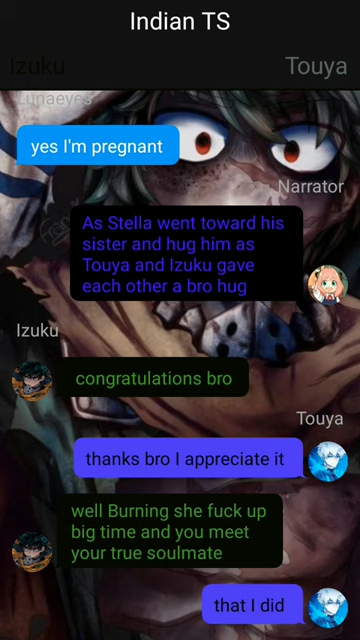 Indian TS
Izuku
Touya
Lunaeyes
yes I'm pregnant
Narrator
As Stella went toward his
sister and hug him as
Touya and Izuku gave
each other a bro hug
Izuku
congratulations bro
Touya
thanks bro I appreciate it
well Burning she fuck up
big time and you meet
your true soulmate
that I did